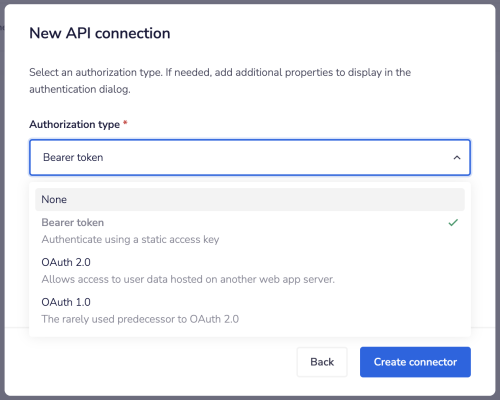 New API connection
Select an authorization type. If needed, add additional properties to display in the
authentication dialog.
Authorization type *
Bearer token
None
Bearer token
Authenticate using a static access key
OAuth 2.0
Allows access to user data hosted on another web app server.
OAuth 1.0
The rarely used predecessor to OAuth 2.0
Back
Create connector